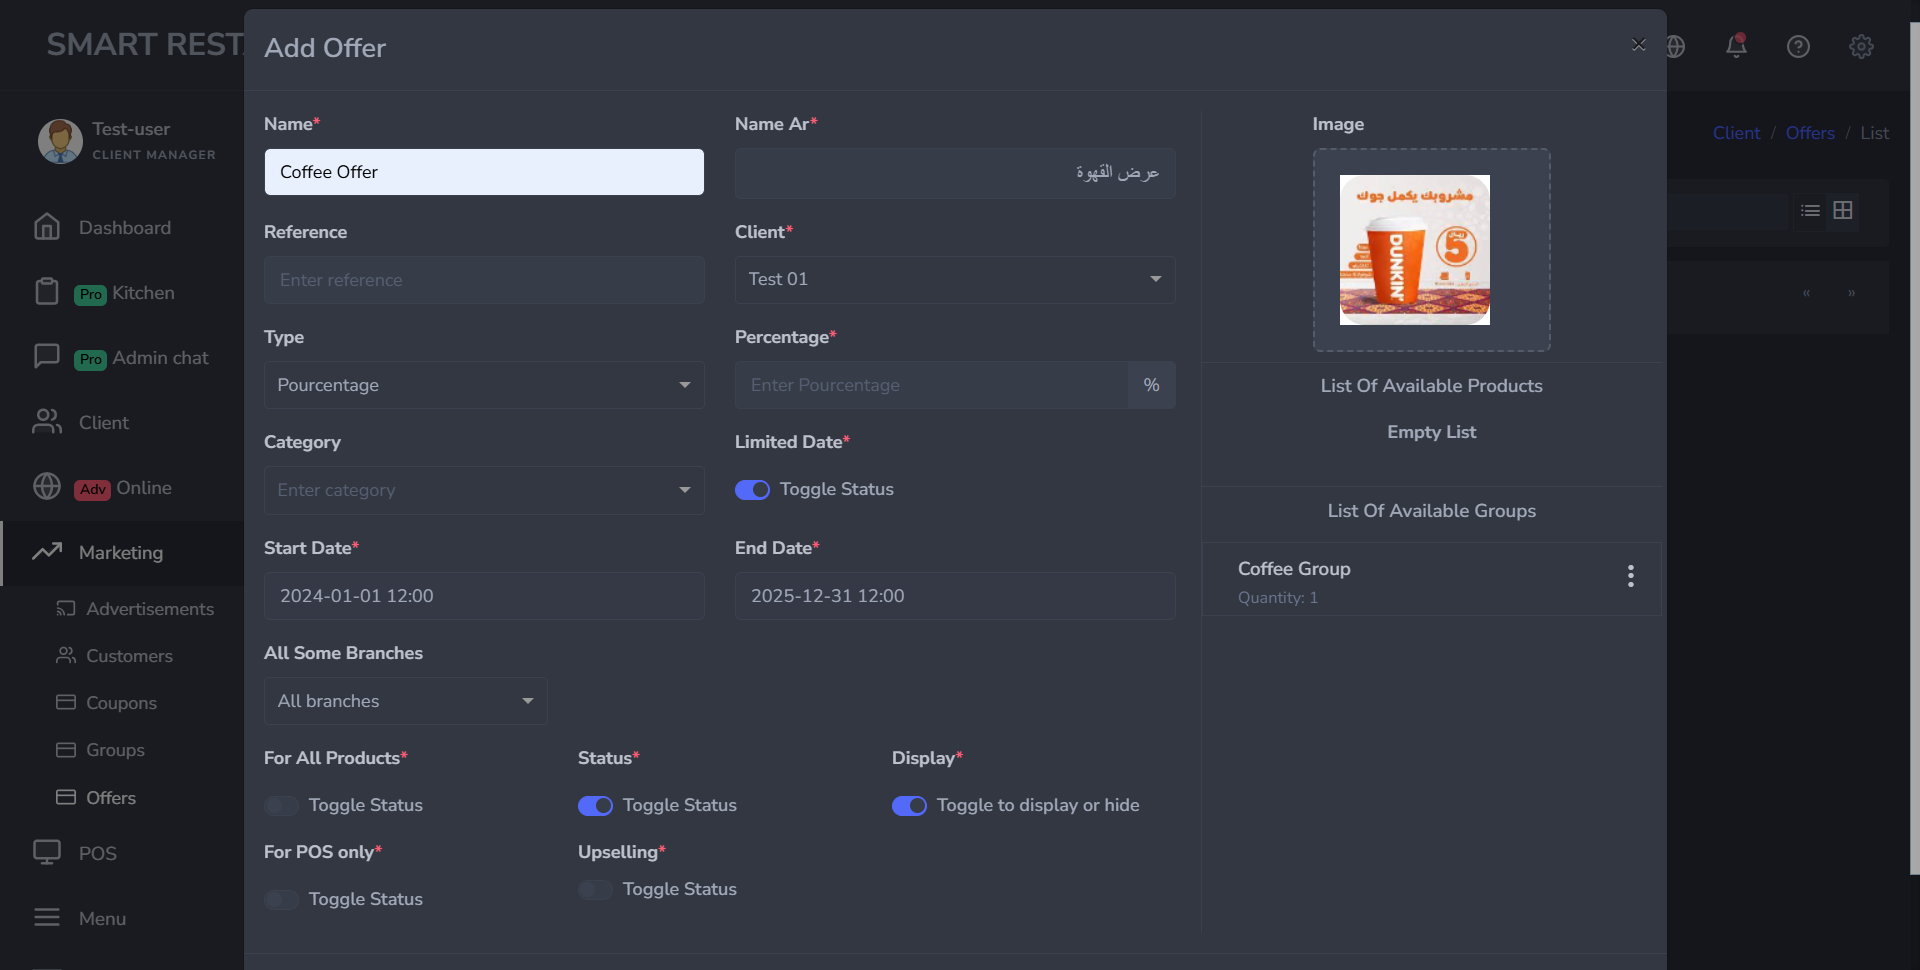 SMART REST
Test-user
CLIENT MANAGER
Dashboard
Pro Kitchen
Pro Admin chat
Client
Adv Online
Marketing
Advertisements
Customers
Coupons
Groups
Offers
POS
Menu
Add Offer
×
Client / Offers / List
« »
Name*
Coffee Offer
Name Ar*
عرض القهوة
Reference
Enter reference
Client*
Test 01
Type
Pourcentage
Percentage*
Enter Pourcentage
%
Category
Enter category
Limited Date*
Toggle Status
Start Date*
2024-01-01 12:00
End Date*
2025-12-31 12:00
All Some Branches
All branches
For All Products*
Toggle Status
Status*
Toggle Status
Display*
Toggle to display or hide
For POS only*
Toggle Status
Upselling*
Toggle Status
Image
مشروبك يكمل جوك
DUNKIN'
5
ريال
List Of Available Products
Empty List
List Of Available Groups
Coffee Group
Quantity: 1